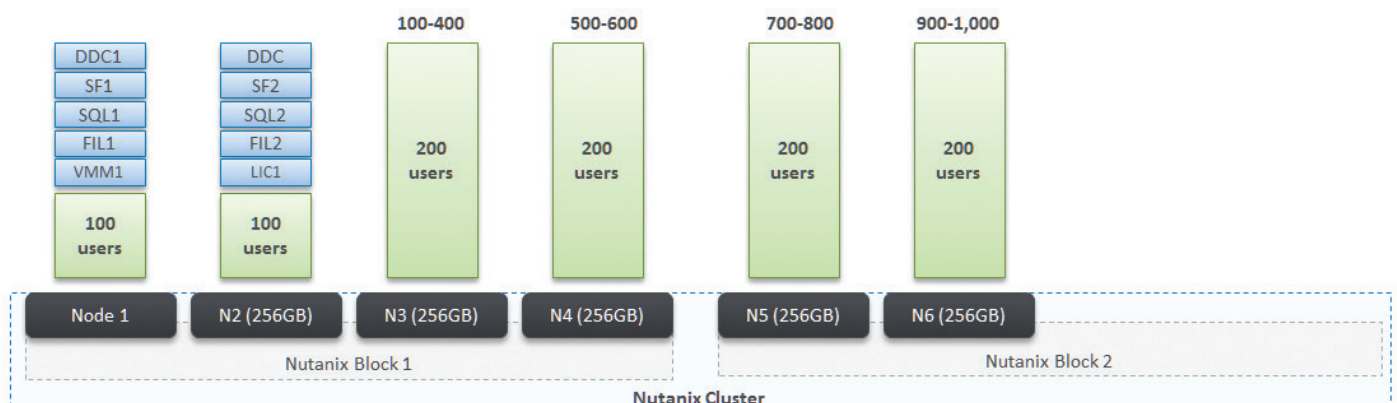 100-400
500-600
700-800
900-1,000
DDC1
SF1
SQL1
FIL1
VMM1
100
users
DDC
SF2
SQL2
FIL2
LIC1
100
users
200
users
200
users
200
users
200
users
Node 1
N2 (256GB)
N3 (256GB)
N4 (256GB)
N5 (256GB)
N6 (256GB)
Nutanix Block 1
Nutanix Block 2
Nutanix Cluster